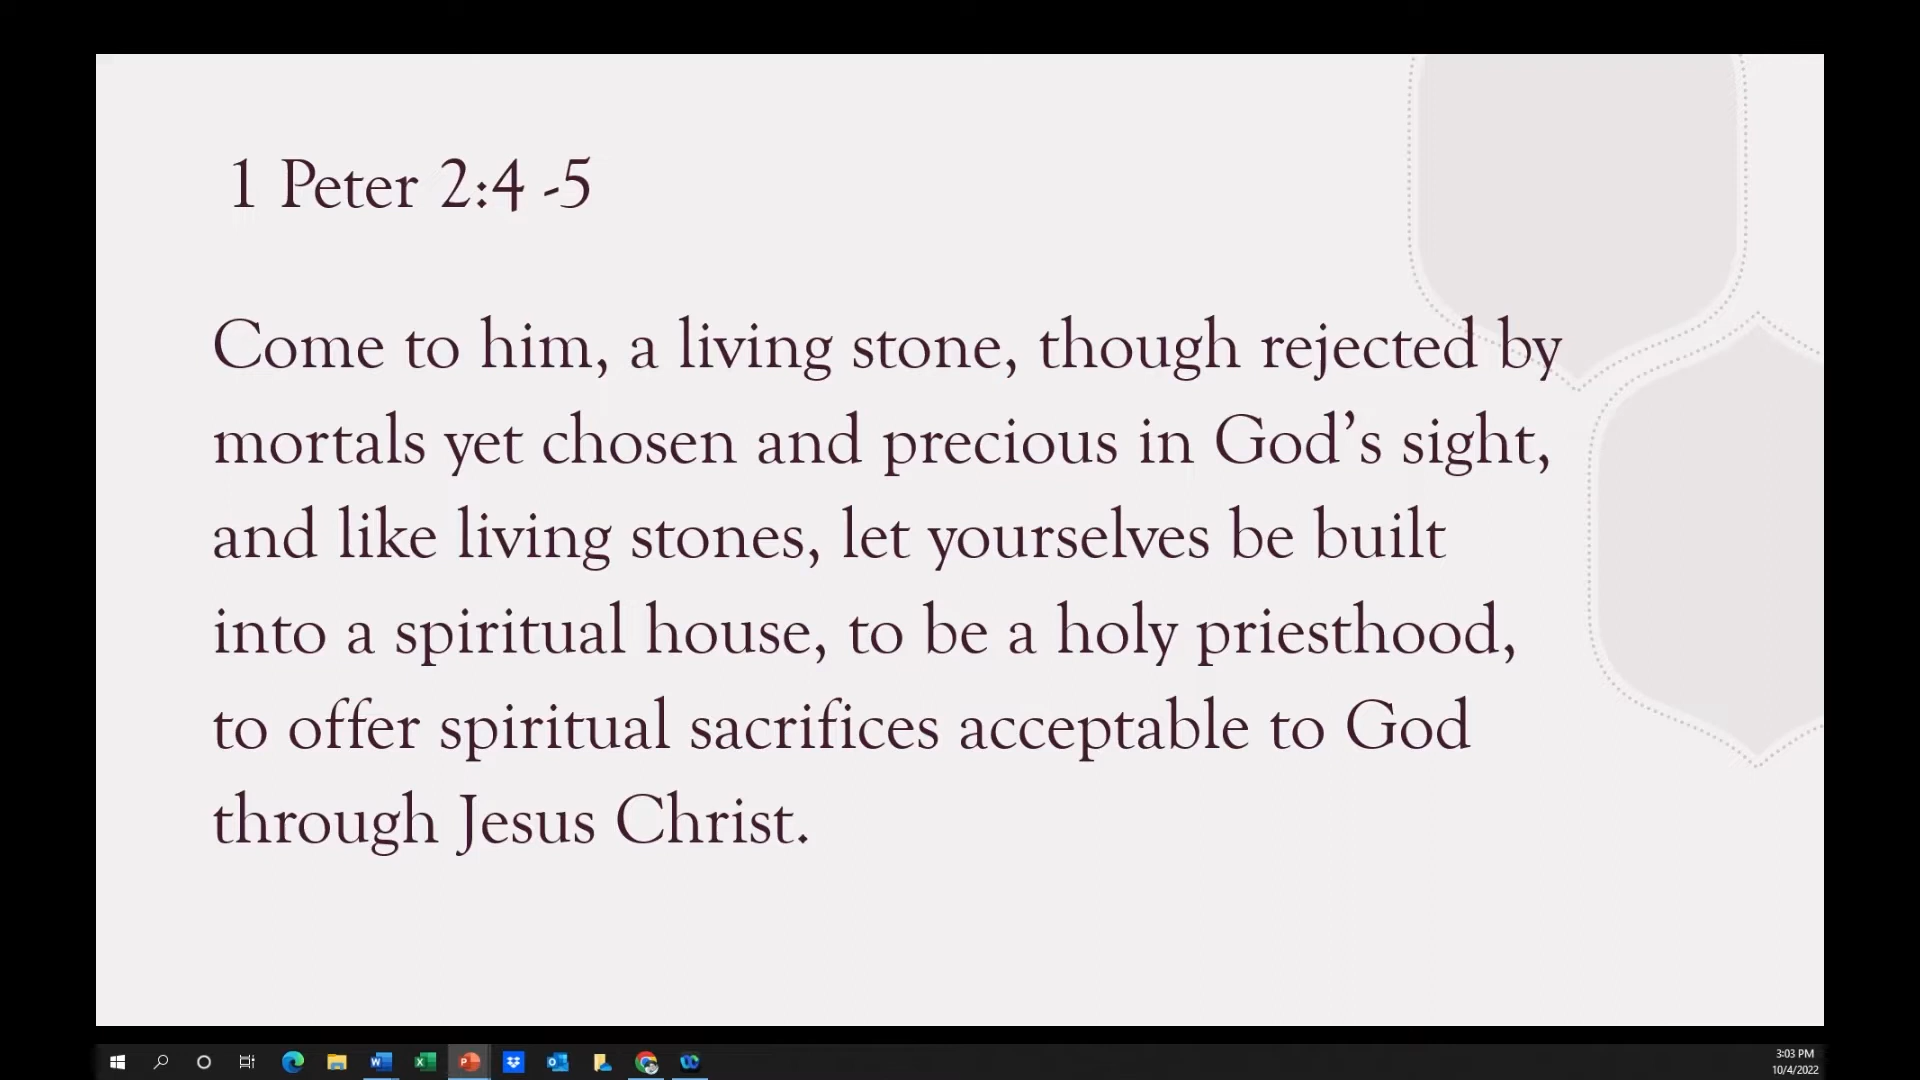 1 Peter 2:4 -5
Come to him, a living stone, though rejected by
mortals yet chosen and precious in God’s sight,
and like living stones, let yourselves be built
into a spiritual house, to be a holy priesthood,
to offer spiritual sacrifices acceptable to God
through Jesus Christ.
3:03 PM
10/4/2022